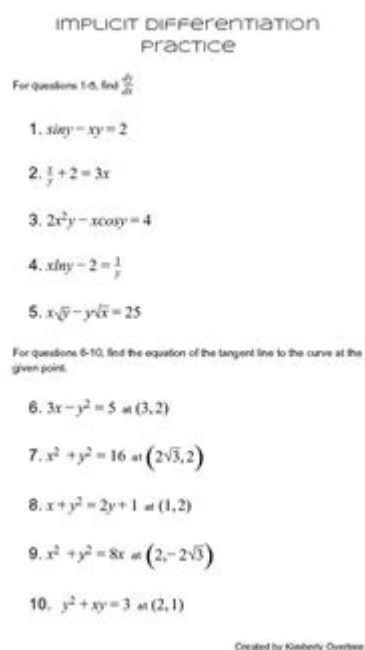 IMPLICIT DIFFERENTIATION
PRACTICE
For questions 1-5, find dy/dx
1. siny − xy = 2
2. x/y + 2 = 3x
3. 2x²y − xcosy = 4
4. xlny − 2 = 1/y
5. x√y − y√x = 25
For questions 6-10, find the equation of the tangent line to the curve at the
given point.
6. 3x − y² = 5 at (3, 2)
7. x² + y² = 16 at (2√3, 2)
8. x + y² = 2y + 1 at (1, 2)
9. x² + y² = 8x at (2, − 2√3)
10. y² + xy = 3 at (2, 1)
Created by Kimberly Overtree